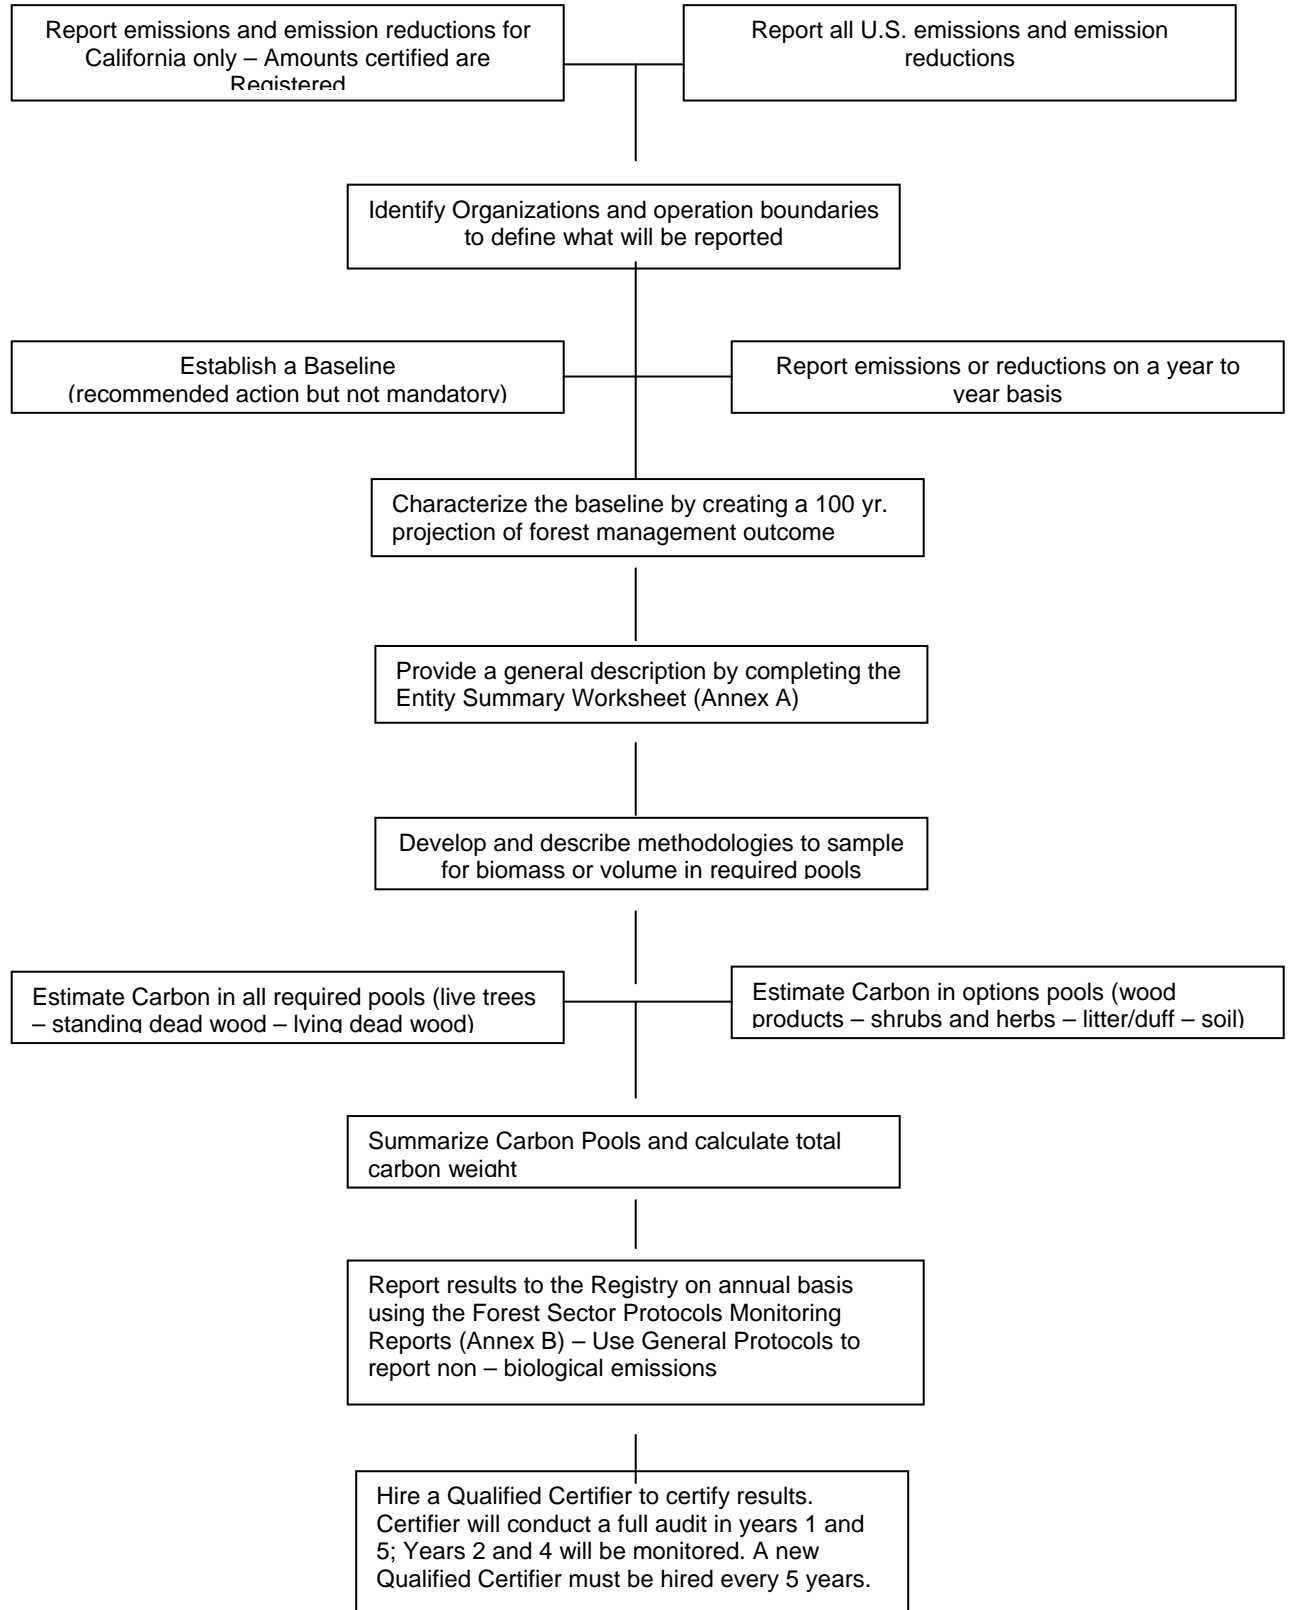 Report emissions and emission reductions for
California only – Amounts certified are
Registered
Report all U.S. emissions and emission
reductions
Identify Organizations and operation boundaries
to define what will be reported
Establish a Baseline
(recommended action but not mandatory)
Report emissions or reductions on a year to
year basis
Characterize the baseline by creating a 100 yr.
projection of forest management outcome
Provide a general description by completing the
Entity Summary Worksheet (Annex A)
Develop and describe methodologies to sample
for biomass or volume in required pools
Estimate Carbon in all required pools (live trees
– standing dead wood – lying dead wood)
Estimate Carbon in options pools (wood
products – shrubs and herbs – litter/duff – soil)
Summarize Carbon Pools and calculate total
carbon weight
Report results to the Registry on annual basis
using the Forest Sector Protocols Monitoring
Reports (Annex B) – Use General Protocols to
report non – biological emissions
Hire a Qualified Certifier to certify results.
Certifier will conduct a full audit in years 1 and
5; Years 2 and 4 will be monitored. A new
Qualified Certifier must be hired every 5 years.